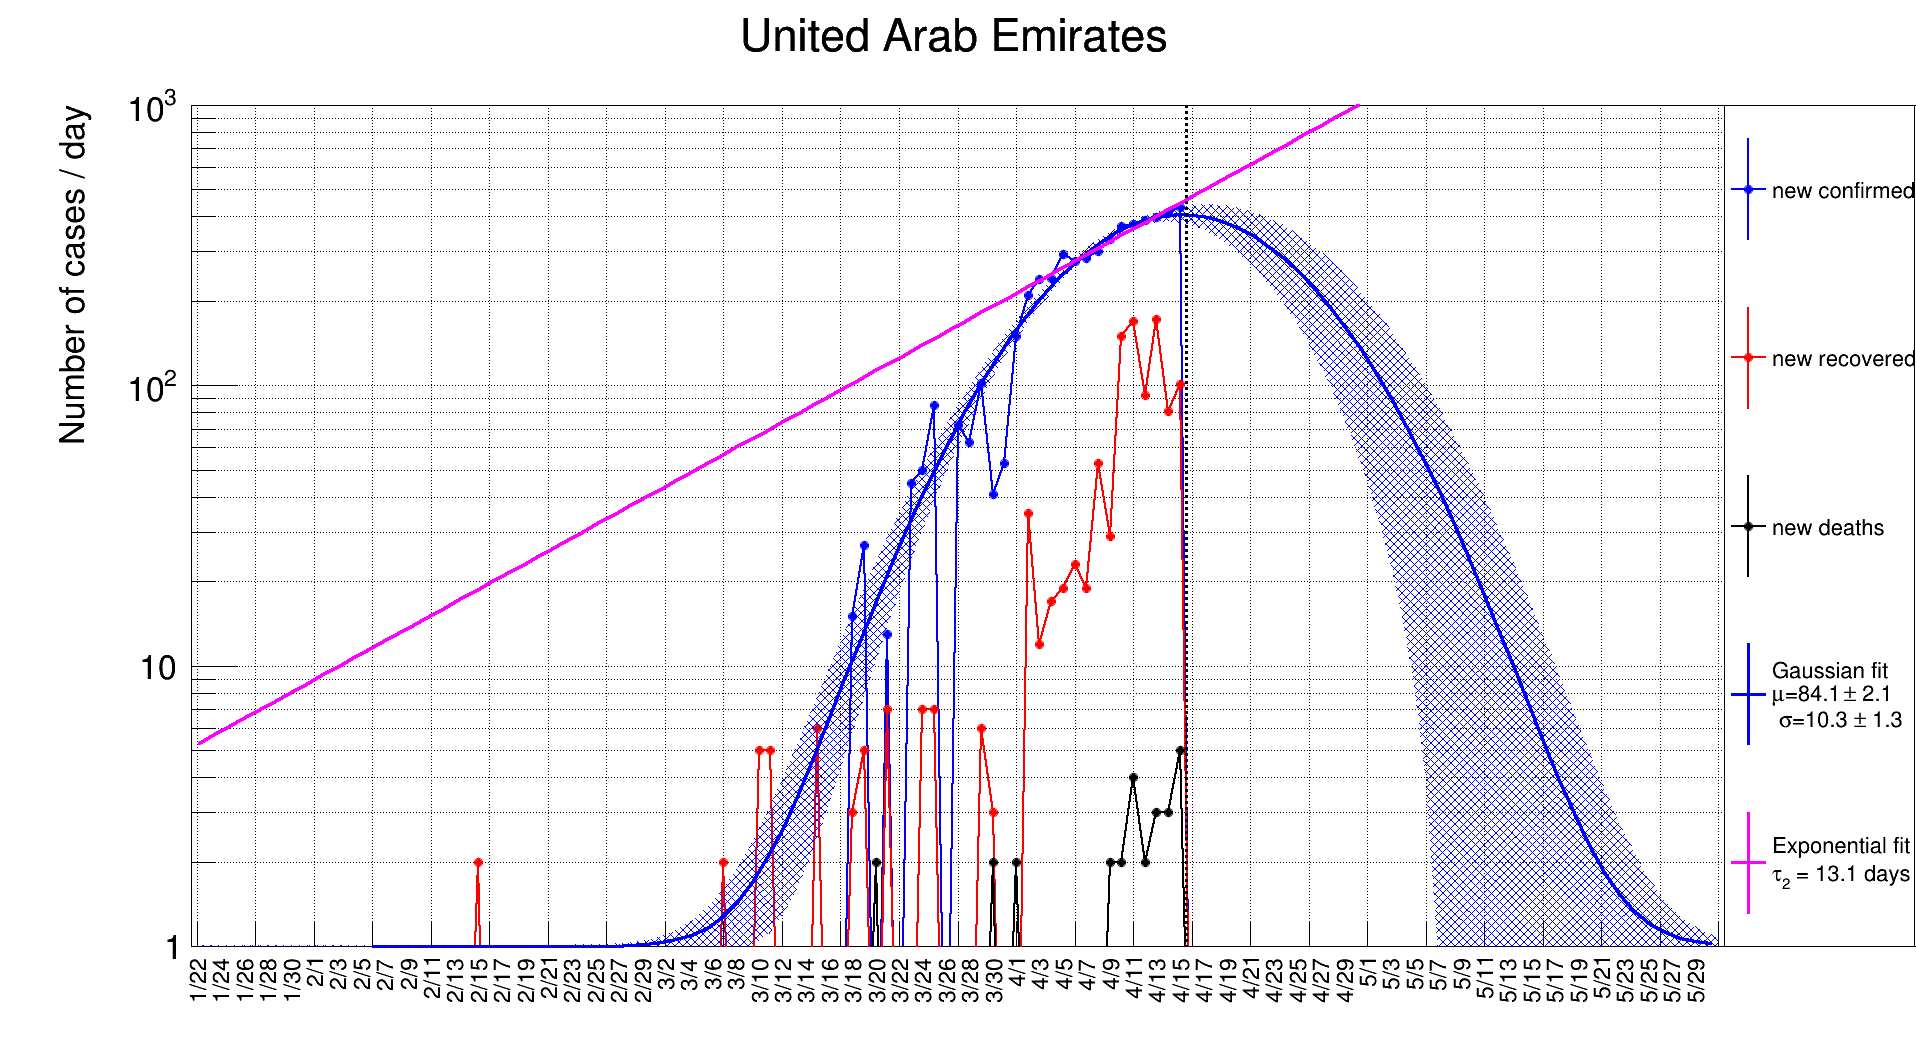 United Arab Emirates
Number of cases / day
10³
10²
10
1
1/22 1/24 1/26 1/28 1/30 2/1 2/3 2/5 2/7 2/9 2/11 2/13 2/15 2/17 2/19 2/21 2/23 2/25 2/27 2/29 3/2 3/4 3/6 3/8 3/10 3/12 3/14 3/16 3/18 3/20 3/22 3/24 3/26 3/28 3/30 4/1 4/3 4/5 4/7 4/9 4/11 4/13 4/15 4/17 4/19 4/21 4/23 4/25 4/27 4/29 5/1 5/3 5/5 5/7 5/9 5/11 5/13 5/15 5/17 5/19 5/21 5/23 5/25 5/27 5/29
new confirmed
new recovered
new deaths
Gaussian fit
μ=84.1 ± 2.1
σ=10.3 ± 1.3
Exponential fit
τ₂ = 13.1 days